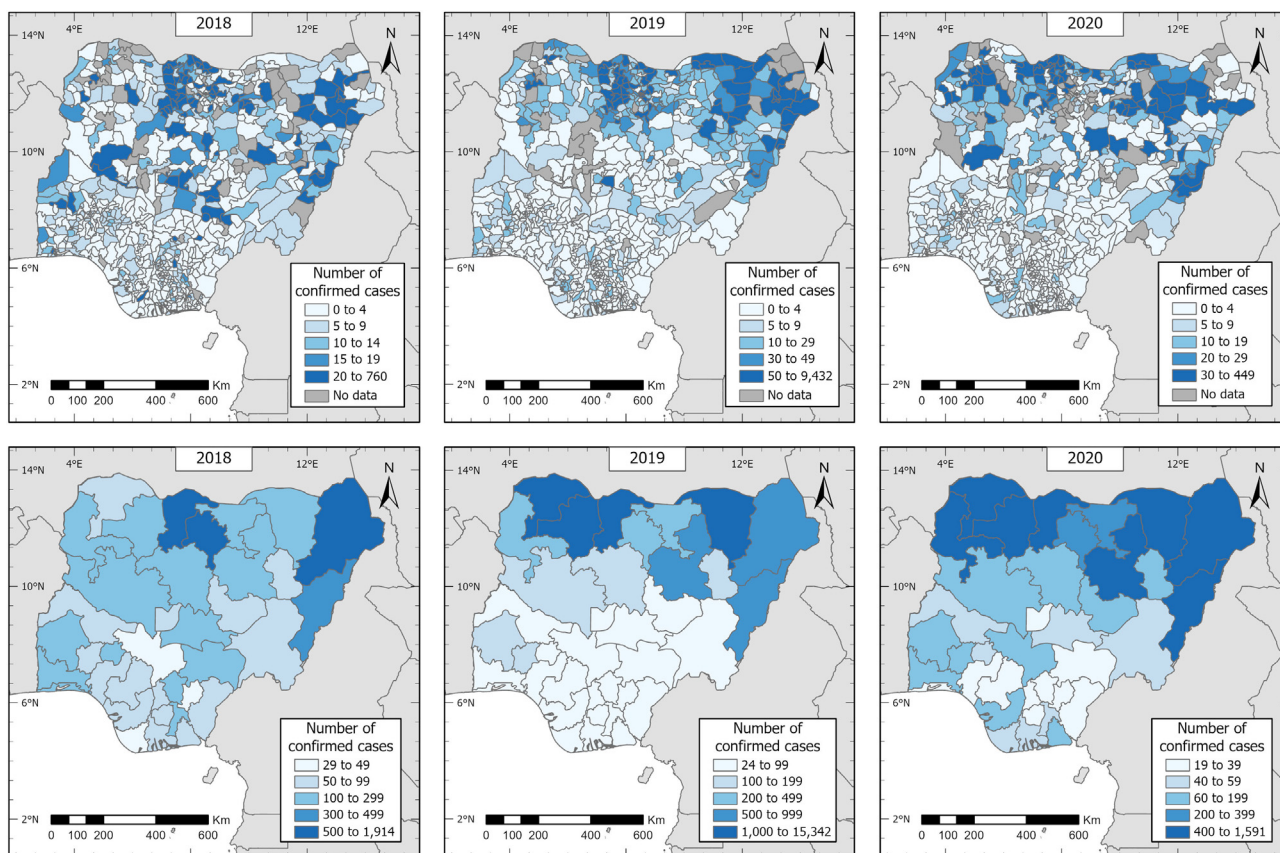 2018
4°E
12°E
N
14°N
10°N
6°N
2°N
Number of
confirmed cases
0 to 4
5 to 9
10 to 14
15 to 19
20 to 760
No data
Km
0 100 200 400 600
2019
4°E
12°E
N
14°N
10°N
6°N
2°N
Number of
confirmed cases
0 to 4
5 to 9
10 to 29
30 to 49
50 to 9,432
No data
Km
0 100 200 400 600
2020
4°E
12°E
N
14°N
10°N
6°N
2°N
Number of
confirmed cases
0 to 4
5 to 9
10 to 19
20 to 29
30 to 449
No data
Km
0 100 200 400 600
2018
4°E
12°E
N
14°N
10°N
6°N
2°N
Number of
confirmed cases
29 to 49
50 to 99
100 to 299
300 to 499
500 to 1,914
Km
0 100 200 400 600
2019
4°E
12°E
N
14°N
10°N
6°N
2°N
Number of
confirmed cases
24 to 99
100 to 199
200 to 499
500 to 999
1,000 to 15,342
Km
0 100 200 400 600
2020
4°E
12°E
N
14°N
10°N
6°N
2°N
Number of
confirmed cases
19 to 39
40 to 59
60 to 199
200 to 399
400 to 1,591
Km
0 100 200 400 600